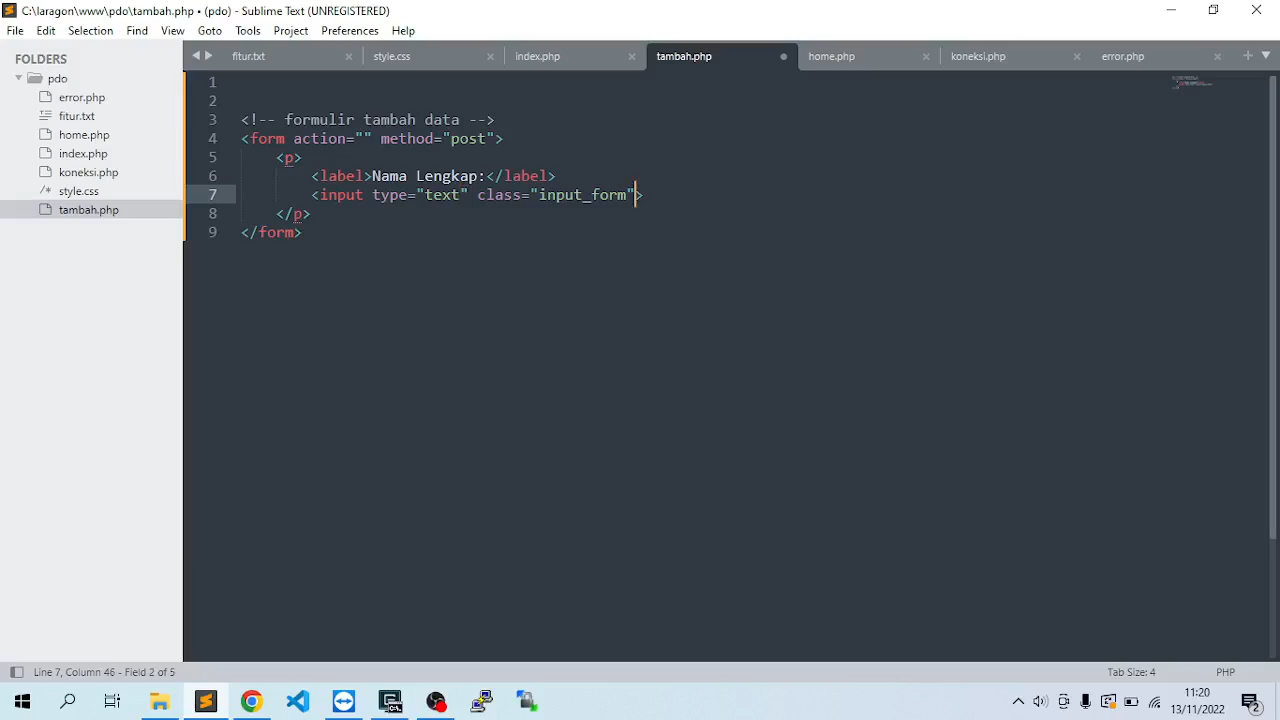 C:\laragon\www\pdo\tambah.php • (pdo) - Sublime Text (UNREGISTERED)
File Edit Selection Find View Goto Tools Project Preferences Help
FOLDERS
pdo
error.php
fitur.txt
home.php
index.php
koneksi.php
style.css
tambah.php
fitur.txt style.css index.php tambah.php home.php koneksi.php error.php
1
2
3 <!-- formulir tambah data -->
4 <form action="" method="post">
5 <p>
6 <label>Nama Lengkap:</label>
7 <input type="text" class="input_form">
8 </p>
9 </form>
Line 7, Column 46 - Field 2 of 5
Tab Size: 4 PHP
11:20
13/11/2022
2